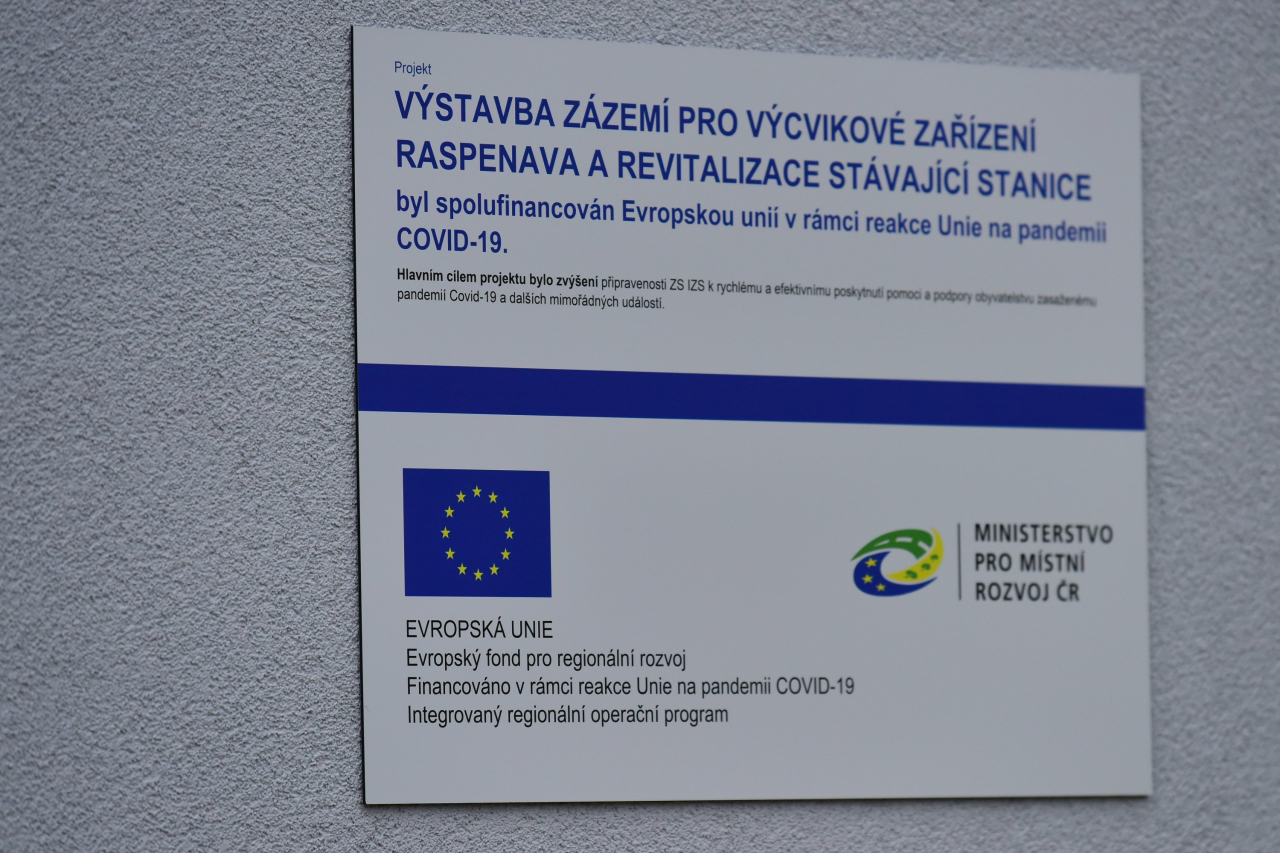 Projekt
VÝSTAVBA ZÁZEMÍ PRO VÝCVIKOVÉ ZAŘÍZENÍ
RASPENAVA A REVITALIZACE STÁVAJÍCÍ STANICE
byl spolufinancován Evropskou unií v rámci reakce Unie na pandemii
COVID-19.
Hlavním cílem projektu bylo zvýšení připravenosti ZS IZS k rychlému a efektivnímu poskytnutí pomoci a podpory obyvatelstvu zasaženému
pandemií Covid-19 a dalších mimořádných událostí.
EVROPSKÁ UNIE
Evropský fond pro regionální rozvoj
Financováno v rámci reakce Unie na pandemii COVID-19
Integrovaný regionální operační program
MINISTERSTVO
PRO MÍSTNÍ
ROZVOJ ČR